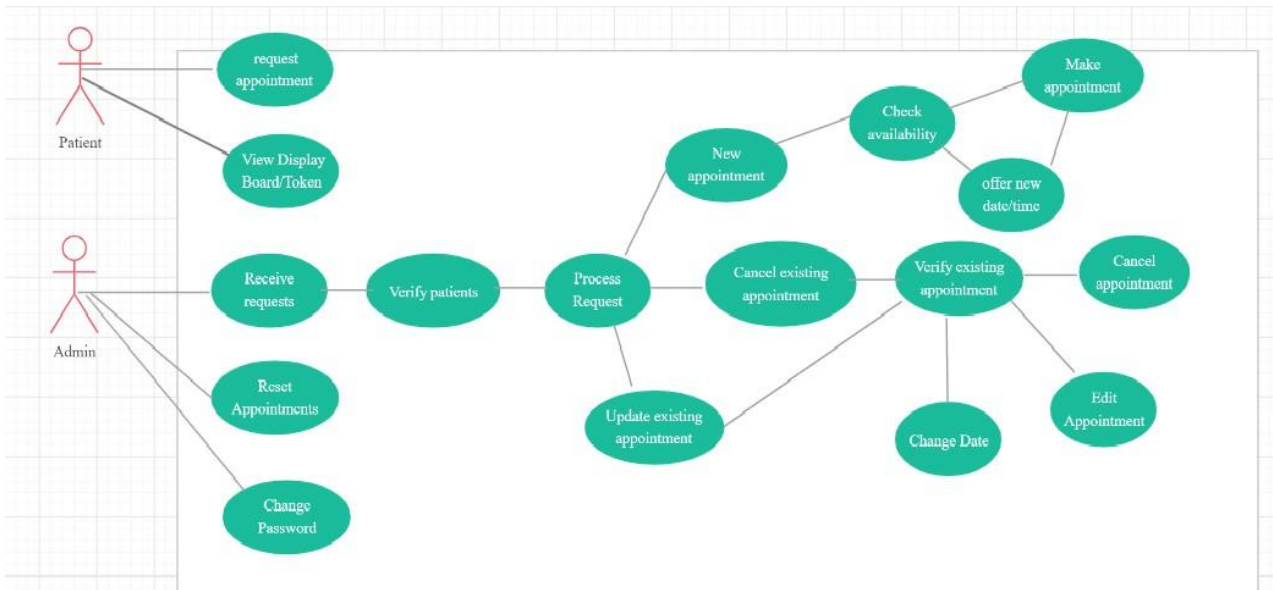 request
appointment
Patient
View Display
Board/Token
Make
appointment
Check
availability
New
appointment
offer new
date/time
Admin
Receive
requests
Verify patients
Process
Request
Cancel existing
appointment
Verify existing
appointment
Cancel
appointment
Reset
Appointments
Update existing
appointment
Change Date
Edit
Appointment
Change
Password